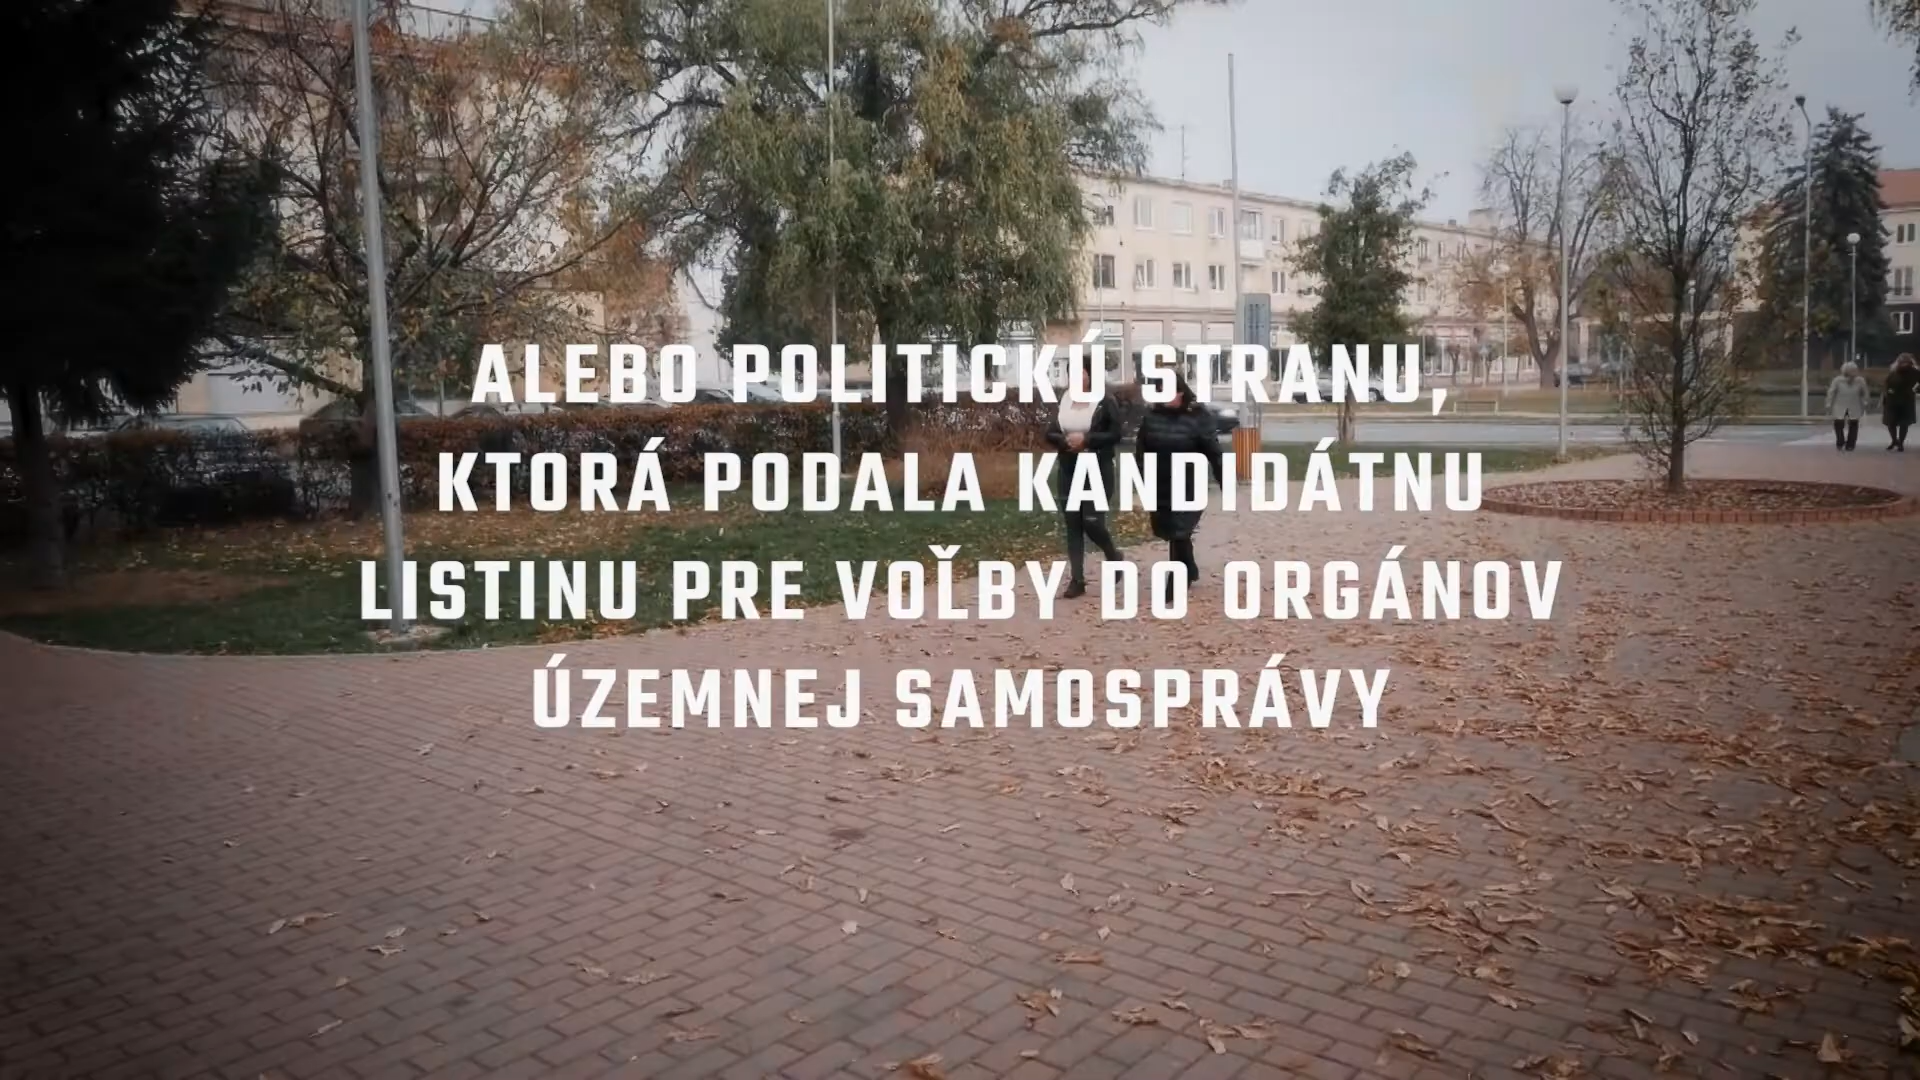 ALEBO POLITICKÚ STRANU,
KTORÁ PODALA KANDIDÁTNU
LISTINU PRE VOĽBY DO ORGÁNOV
ÚZEMNEJ SAMOSPRÁVY